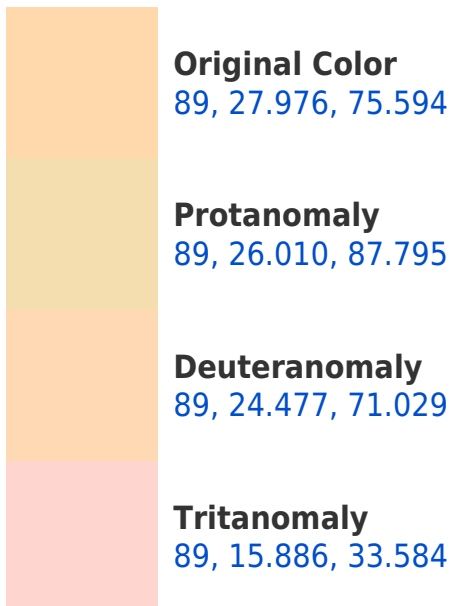 Original Color
89, 27.976, 75.594
Protanomaly
89, 26.010, 87.795
Deuteranomaly
89, 24.477, 71.029
Tritanomaly
89, 15.886, 33.584